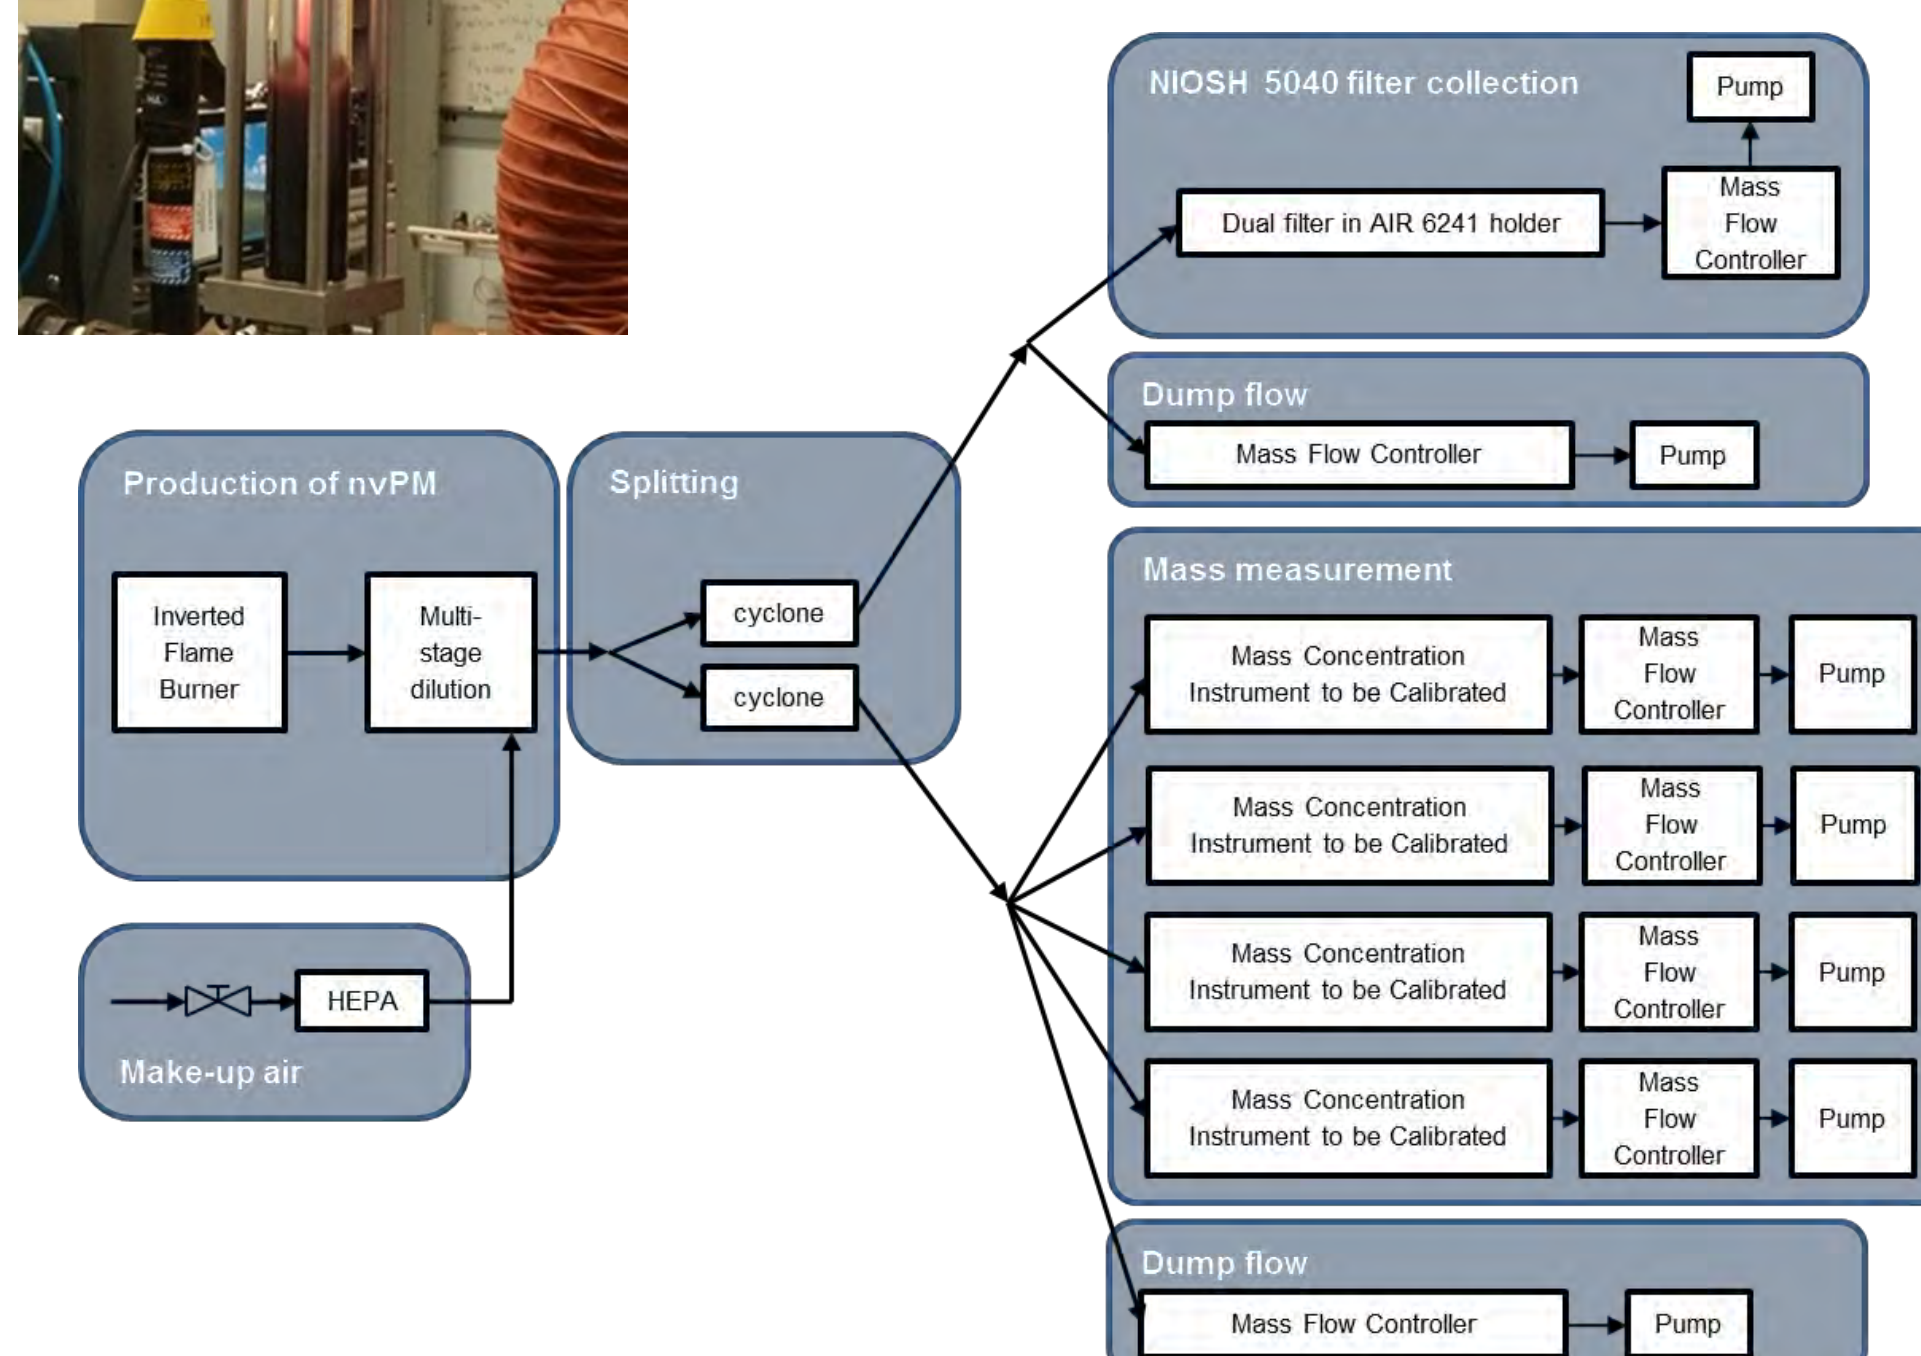 NIOSH 5040 filter collection
Pump
Dual filter in AIR 6241 holder
Mass
Flow
Controller
Dump flow
Mass Flow Controller
Pump
Production of nvPM
Inverted
Flame
Burner
Multi-
stage
dilution
Splitting
cyclone
cyclone
HEPA
Make-up air
Mass measurement
Mass Concentration
Instrument to be Calibrated
Mass
Flow
Controller
Pump
Mass Concentration
Instrument to be Calibrated
Mass
Flow
Controller
Pump
Mass Concentration
Instrument to be Calibrated
Mass
Flow
Controller
Pump
Mass Concentration
Instrument to be Calibrated
Mass
Flow
Controller
Pump
Dump flow
Mass Flow Controller
Pump